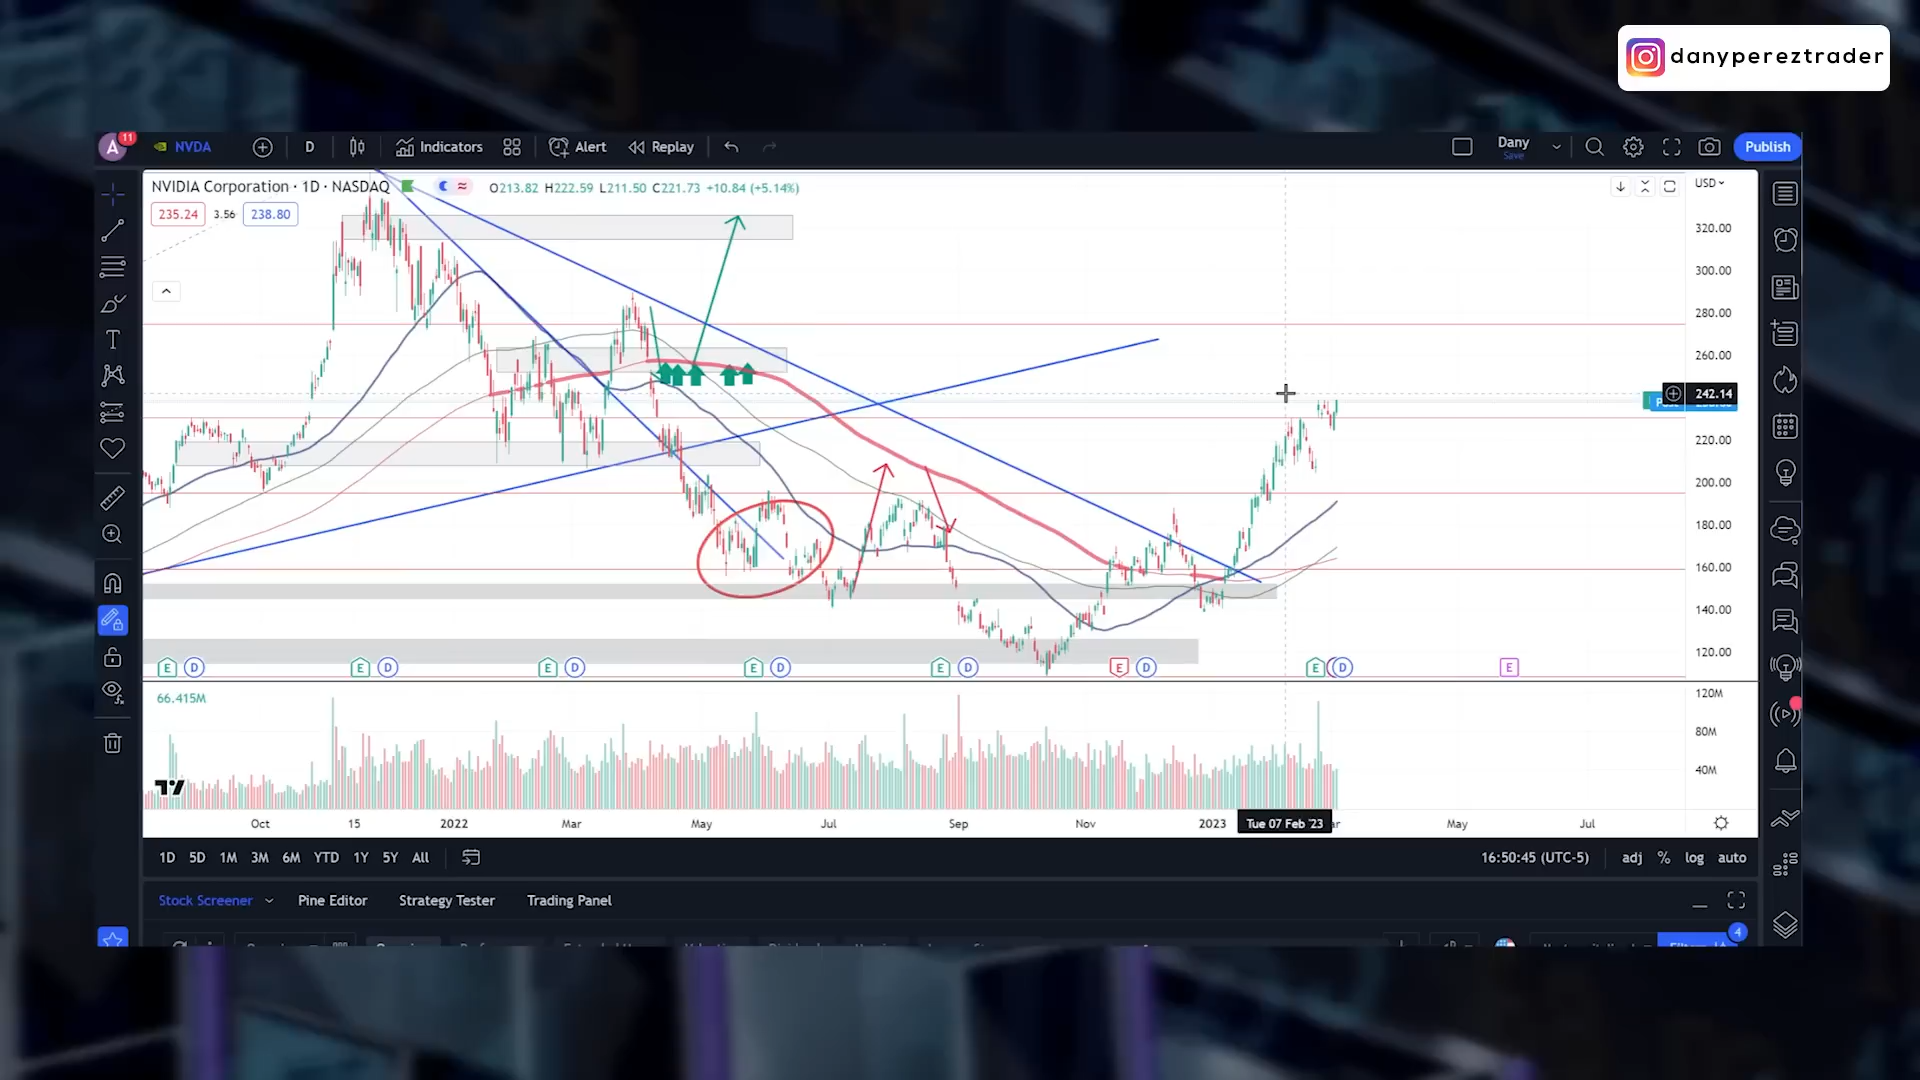 danypereztrader
A 11 NVDA D Indicators Alert Replay Dany Save Publish
NVIDIA Corporation · 1D · NASDAQ O213.82 H222.59 L211.50 C221.73 +10.84 (+5.14%) USD
235.24 3.56 238.80
320.00
300.00
280.00
260.00
242.14
220.00
200.00
180.00
160.00
140.00
120.00
E D E D E D E D E D E D E D E
66.415M
120M
80M
40M
Oct 15 2022 Mar May Jul Sep Nov 2023 Tue 07 Feb '23 May Jul
1D 5D 1M 3M 6M YTD 1Y 5Y All 16:50:45 (UTC-5) adj % log auto
Stock Screener Pine Editor Strategy Tester Trading Panel
4